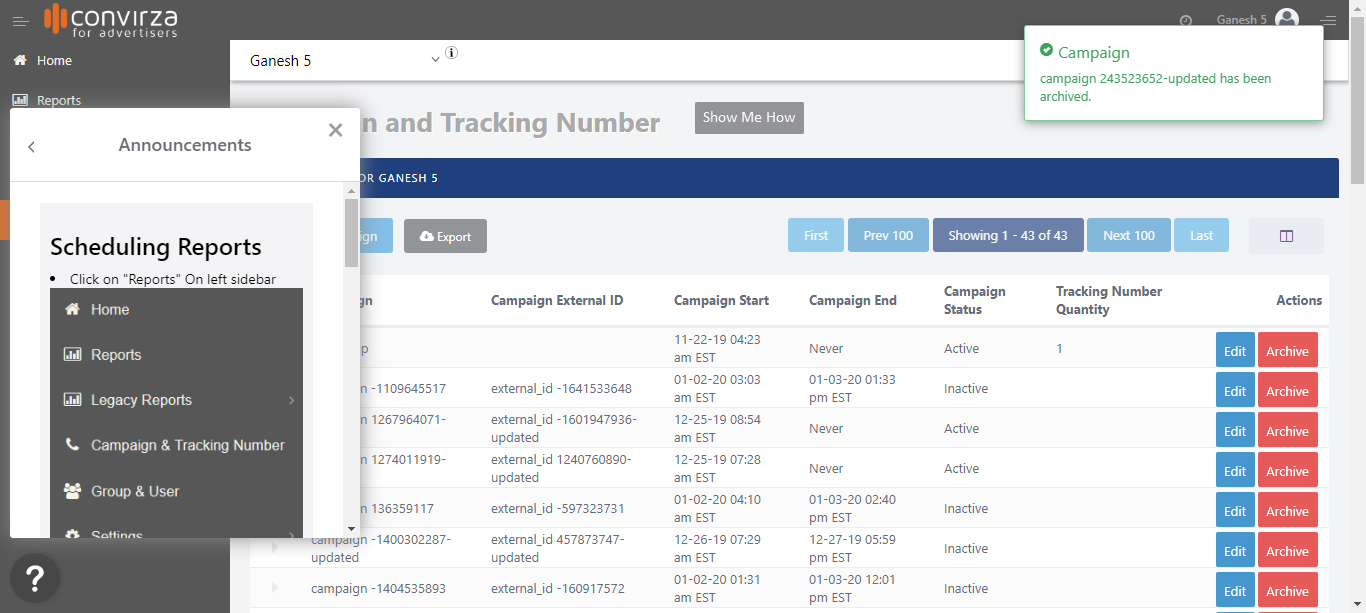 convirza
for advertisers
Ganesh 5
Home
Reports
Ganesh 5
Campaign
campaign 243523652-updated has been
archived.
n and Tracking Number
Show Me How
OR GANESH 5
Export
First
Prev 100
Showing 1 - 43 of 43
Next 100
Last
Announcements
Scheduling Reports
Click on "Reports" On left sidebar
Home
Reports
Legacy Reports
Campaign & Tracking Number
Group & User
Settings
?
Campaign External ID
Campaign Start
Campaign End
Campaign
Status
Tracking Number
Quantity
Actions
11-22-19 04:23
am EST
Never
Active
1
Edit
Archive
n -1109645517
external_id -1641533648
01-02-20 03:03
am EST
01-03-20 01:33
pm EST
Inactive
Edit
Archive
n 1267964071-
external_id -1601947936-
updated
12-25-19 08:54
am EST
Never
Active
Edit
Archive
n 1274011919-
external_id 1240760890-
updated
12-25-19 07:28
am EST
Never
Active
Edit
Archive
n 136359117
external_id -597323731
01-02-20 04:10
am EST
01-03-20 02:40
pm EST
Inactive
Edit
Archive
campaign -1400302287-
updated
external_id 457873747-
updated
12-26-19 07:29
am EST
12-27-19 05:59
pm EST
Inactive
Edit
Archive
campaign -1404535893
external_id -160917572
01-02-20 01:31
am EST
01-03-20 12:01
pm EST
Inactive
Edit
Archive